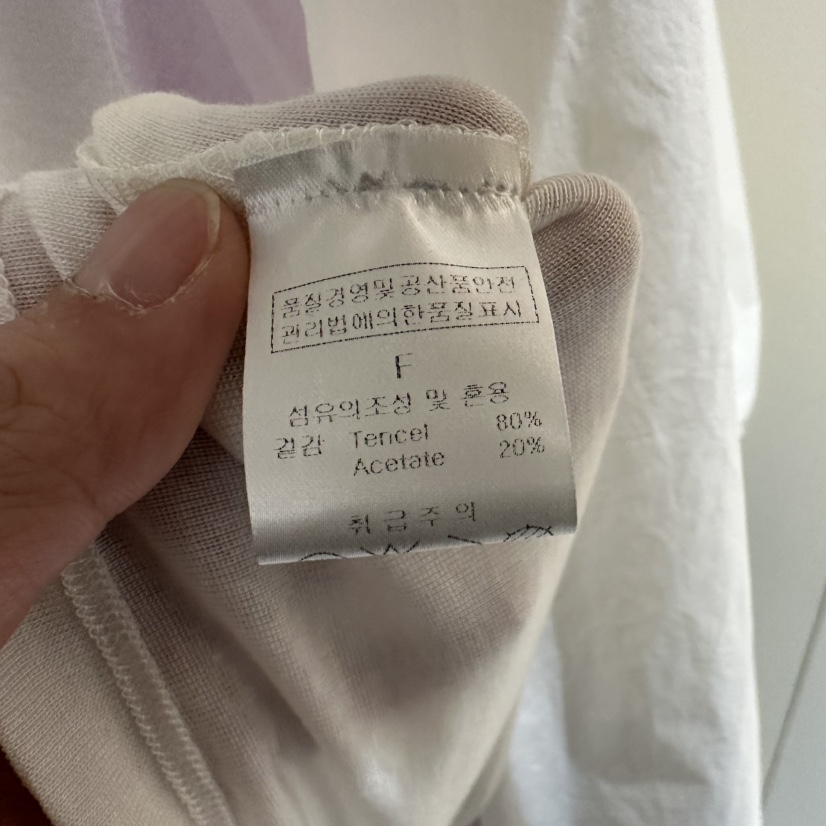 품질경영및공산품안전
관리법에의한품질표시
F
섬유의조성 및 혼용
겉감 Tencel 80%
Acetate 20%
취급주의